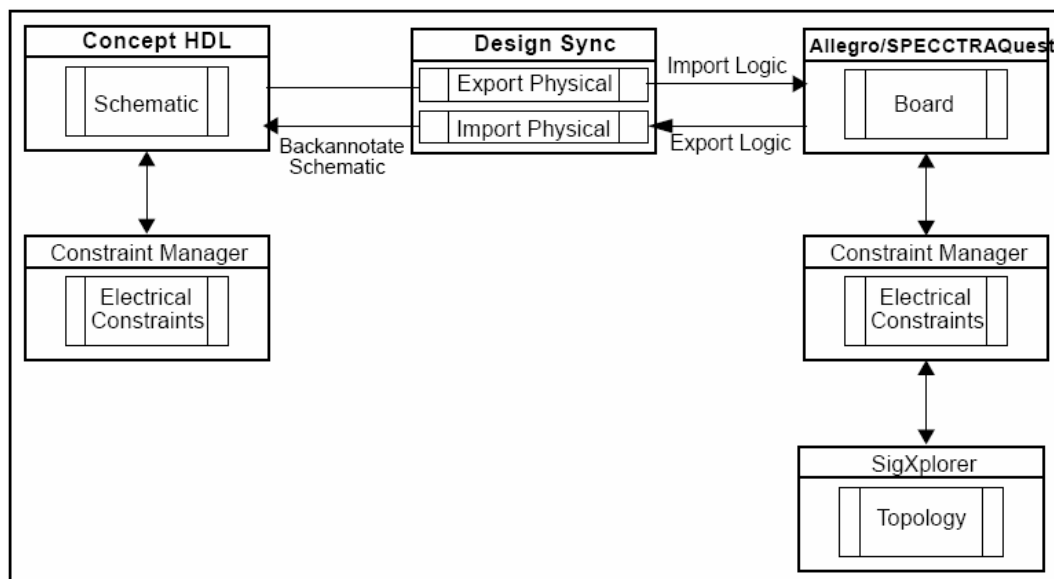 Concept HDL
Schematic
Design Sync
Export Physical
Import Physical
Import Logic
Export Logic
Backannotate
Schematic
Allegro/SPECCTRAQuest
Board
Constraint Manager
Electrical
Constraints
Constraint Manager
Electrical
Constraints
SigXplorer
Topology